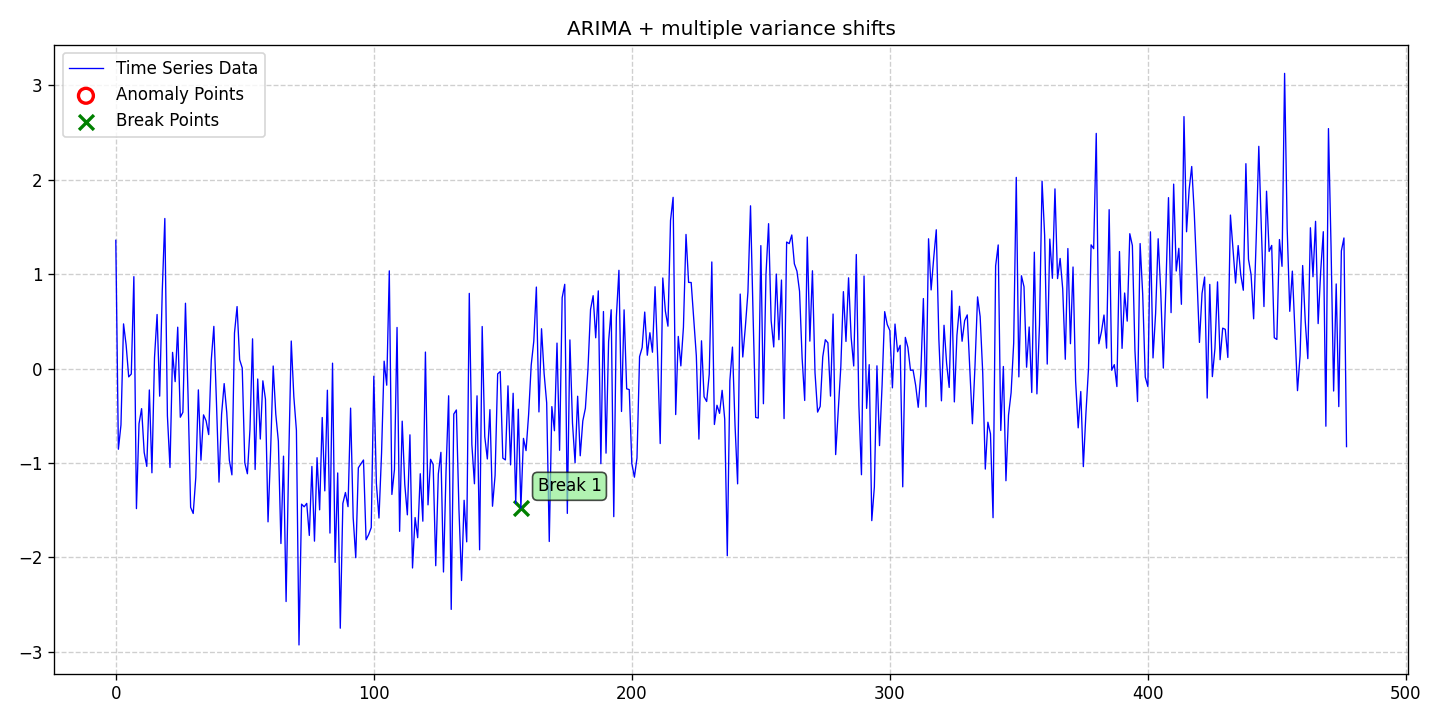 ARIMA + multiple variance shifts
Time Series Data
Anomaly Points
Break Points
3
2
1
0
−1
−2
−3
Break 1
0
100
200
300
400
500